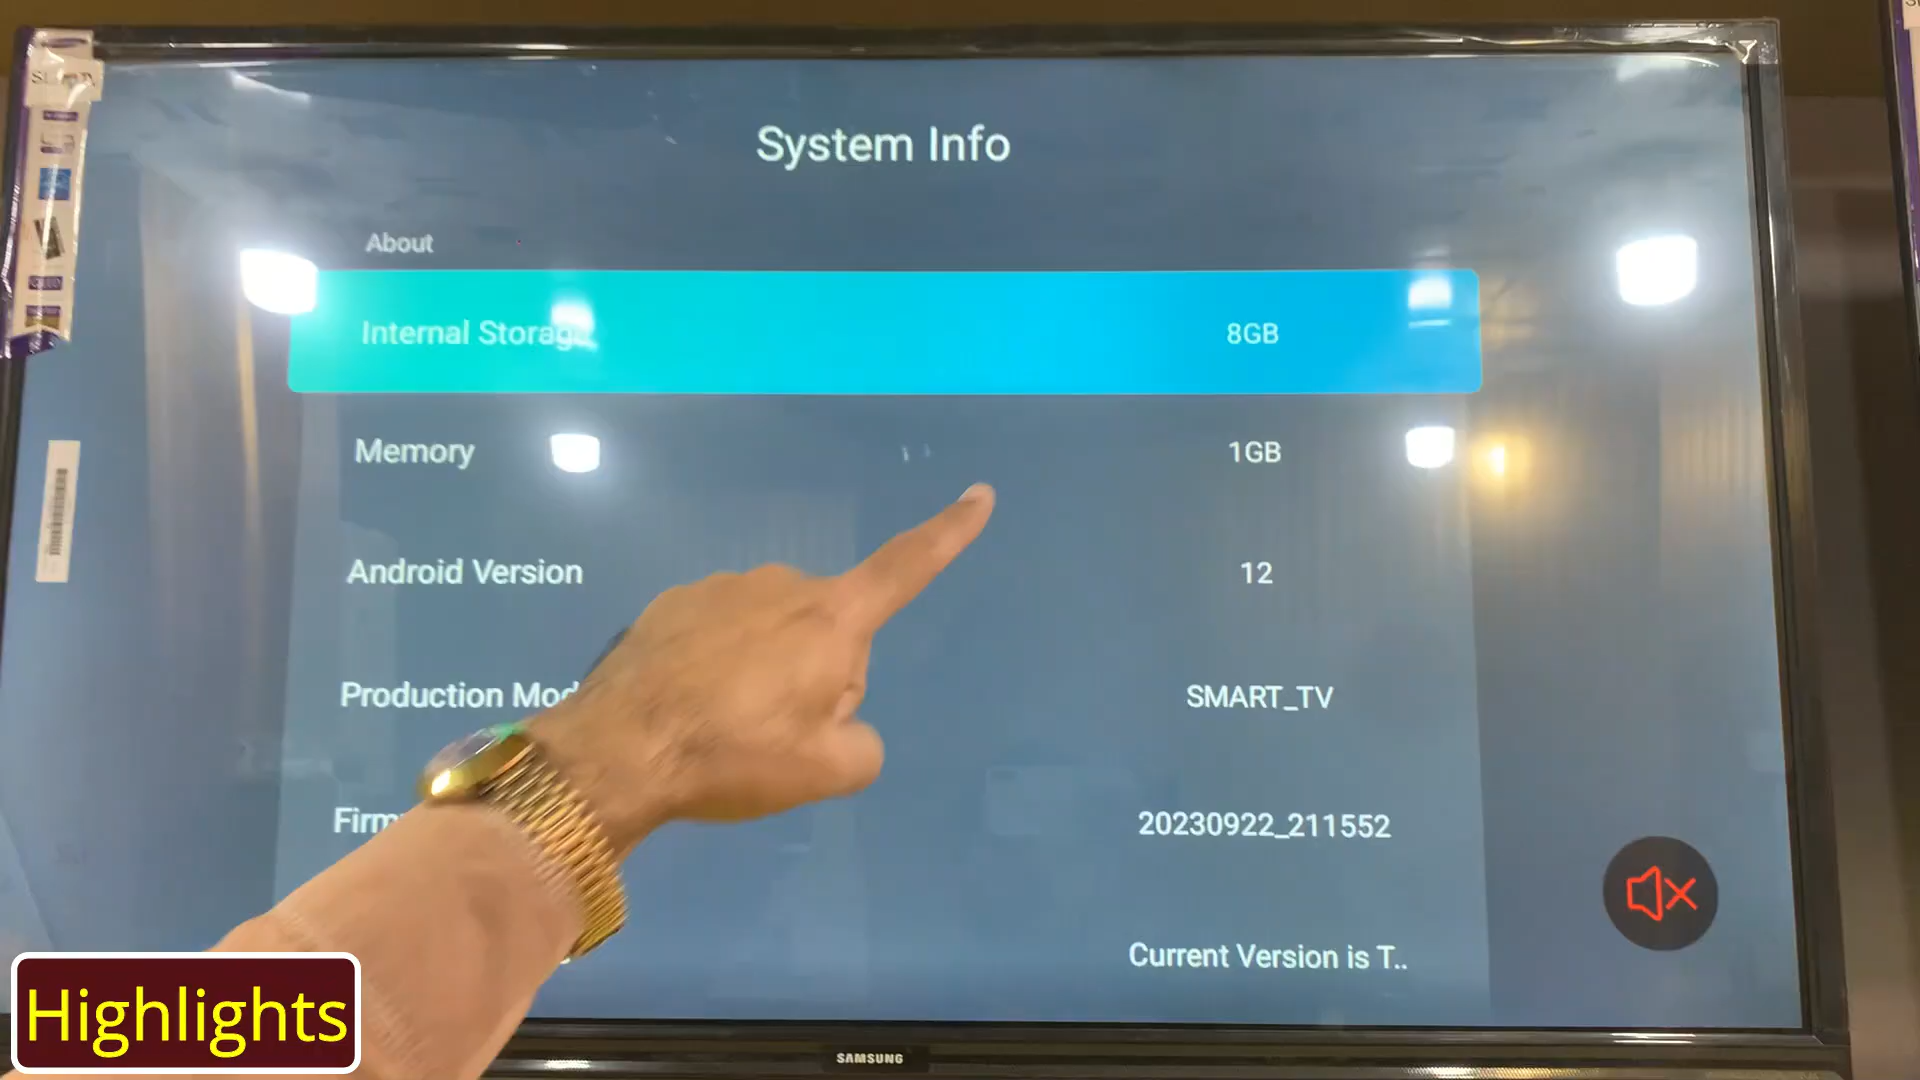 System Info
About
Internal Storage 8GB
Memory 1GB
Android Version 12
Production Mod SMART_TV
Firm 20230922_211552
Current Version is T..
Highlights
SAMSUNG